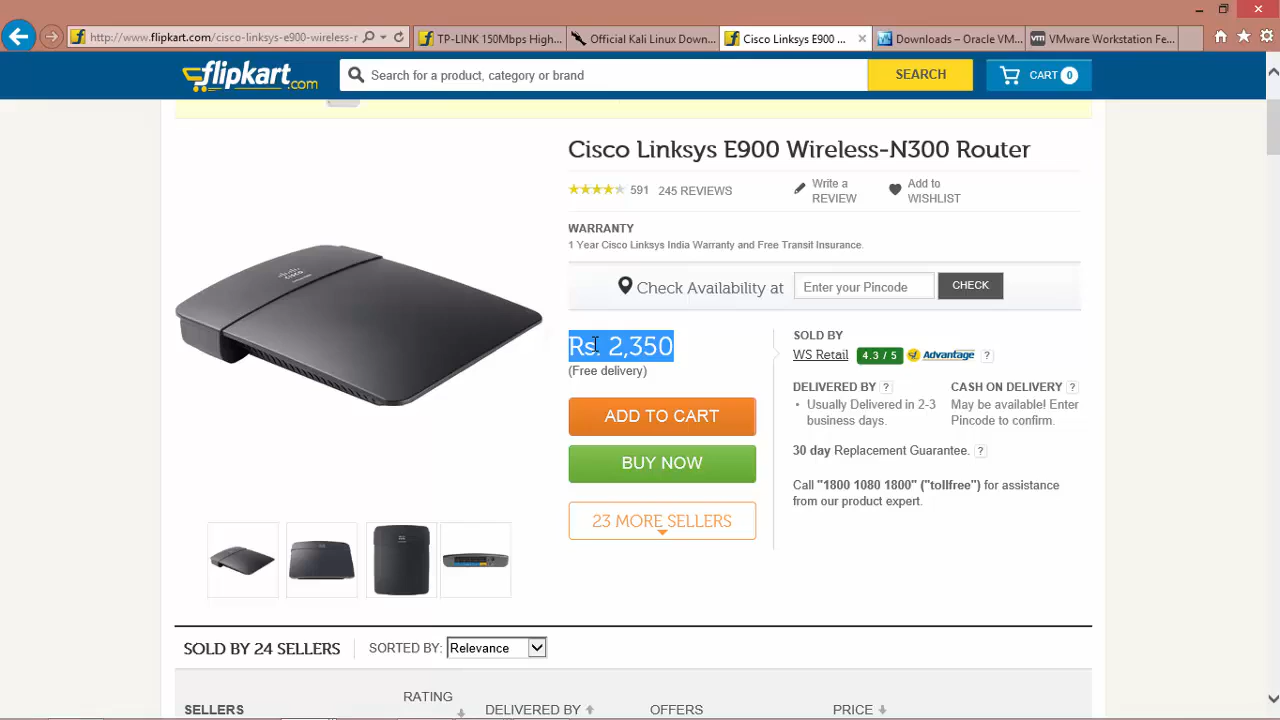 http://www.flipkart.com/cisco-linksys-e900-wireless-r
TP-LINK 150Mbps High...
Official Kali Linux Down...
Cisco Linksys E900 ...
Downloads – Oracle VM...
VMware Workstation Fe...
flipkart.com
Search for a product, category or brand
SEARCH
CART 0
Cisco Linksys E900 Wireless-N300 Router
591 245 REVIEWS
Write a
REVIEW
Add to
WISHLIST
WARRANTY
1 Year Cisco Linksys India Warranty and Free Transit Insurance.
Check Availability at
Enter your Pincode
CHECK
Rs. 2,350
(Free delivery)
ADD TO CART
BUY NOW
23 MORE SELLERS
SOLD BY
WS Retail 4.3 / 5 Advantage ?
DELIVERED BY ?
• Usually Delivered in 2-3
business days.
CASH ON DELIVERY ?
May be available! Enter
Pincode to confirm.
30 day Replacement Guarantee. ?
Call "1800 1080 1800" ("tollfree") for assistance
from our product expert.
SOLD BY 24 SELLERS
SORTED BY: Relevance
SELLERS
RATING
DELIVERED BY
OFFERS
PRICE